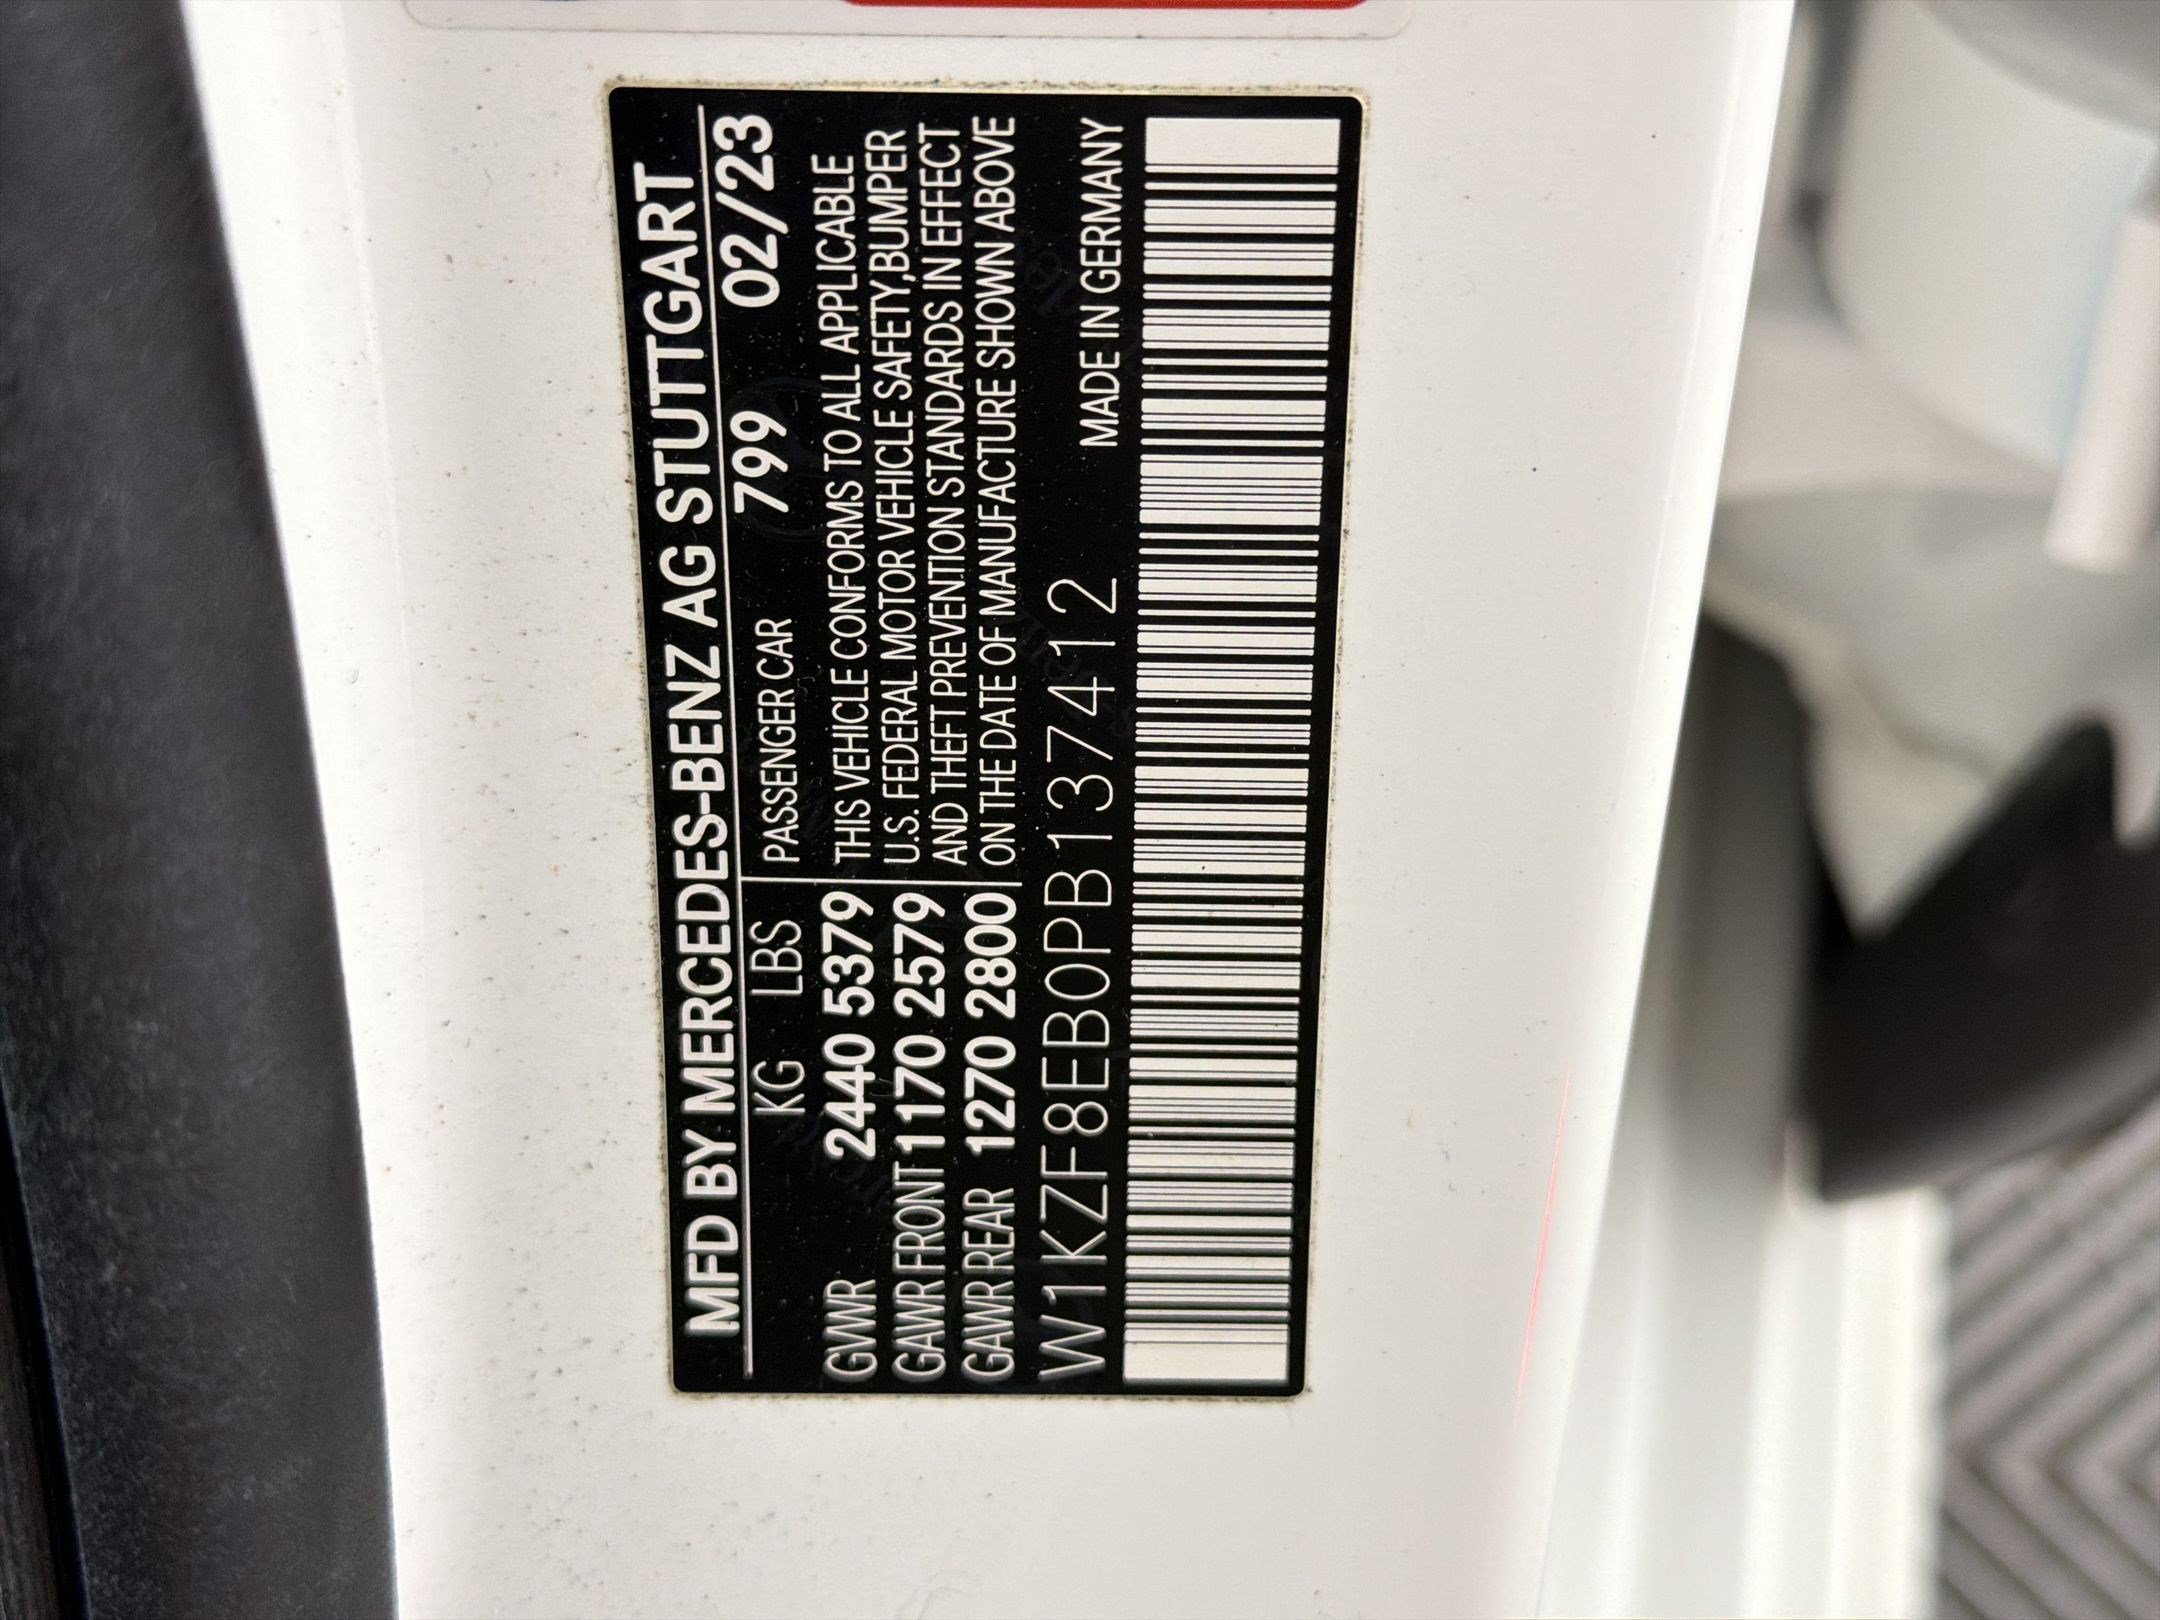 MFD BY MERCEDES-BENZ AG STUTTGART
KG LBS PASSENGER CAR 799 02/23
GVWR 2440 5379 THIS VEHICLE CONFORMS TO ALL APPLICABLE
GAWR FRONT 1170 2579 U.S. FEDERAL MOTOR VEHICLE SAFETY,BUMPER
GAWR REAR 1270 2800 AND THEFT PREVENTION STANDARDS IN EFFECT
ON THE DATE OF MANUFACTURE SHOWN ABOVE
W1KZF8EB0PB137412 MADE IN GERMANY